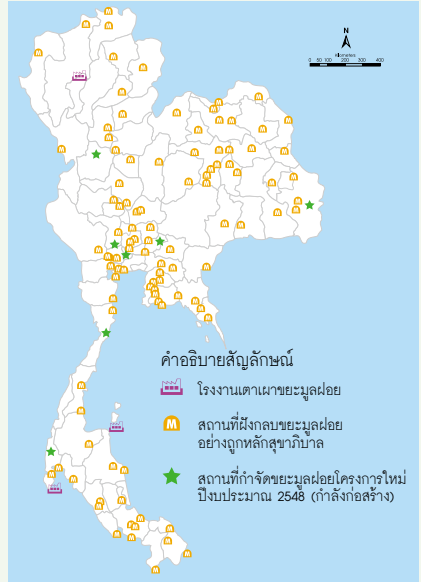 N
Kilometers
0 50 100 200 300 400
คำอธิบายสัญลักษณ์
โรงงานเตาเผาขยะมูลฝอย
สถานที่ฝังกลบขยะมูลฝอย
อย่างถูกหลักสุขาภิบาล
สถานที่กำจัดขยะมูลฝอยโครงการใหม่
ปีงบประมาณ 2548 (กำลังก่อสร้าง)